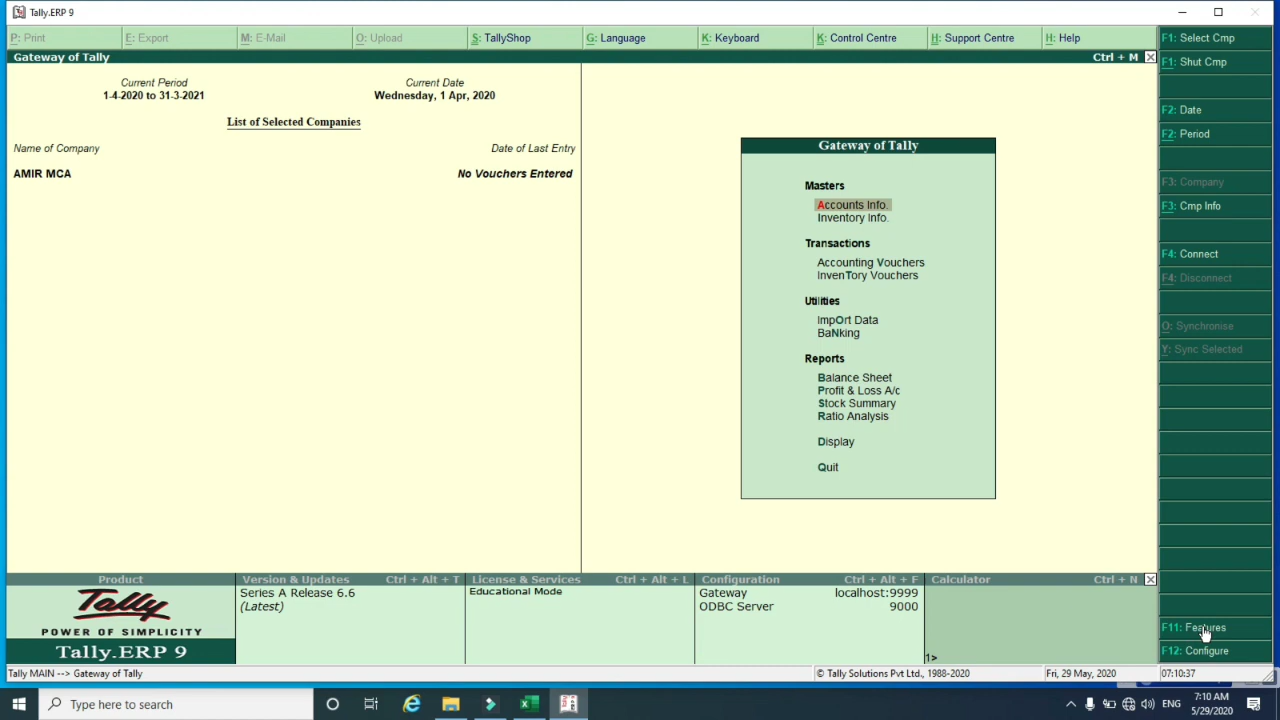 Tally.ERP 9
P: Print
E: Export
M: E-Mail
O: Upload
S: TallyShop
G: Language
K: Keyboard
K: Control Centre
H: Support Centre
H: Help
Gateway of Tally
Ctrl + M
Current Period
1-4-2020 to 31-3-2021
Current Date
Wednesday, 1 Apr, 2020
List of Selected Companies
Name of Company
Date of Last Entry
AMIR MCA
No Vouchers Entered
Gateway of Tally
Masters
Accounts Info.
Inventory Info.
Transactions
Accounting Vouchers
InvenTory Vouchers
Utilities
ImpOrt Data
BaNking
Reports
Balance Sheet
Profit & Loss A/c
Stock Summary
Ratio Analysis
Display
Quit
F1: Select Cmp
F1: Shut Cmp
F2: Date
F2: Period
F3: Company
F3: Cmp Info
F4: Connect
F4: Disconnect
O: Synchronise
Y: Sync Selected
F11: Features
F12: Configure
Product
Tally
POWER OF SIMPLICITY
Tally.ERP 9
Version & Updates
Ctrl + Alt + T
Series A Release 6.6
(Latest)
License & Services
Ctrl + Alt + L
Educational Mode
Configuration
Ctrl + Alt + F
Gateway
localhost:9999
ODBC Server
9000
Calculator
Ctrl + N
1>
Tally MAIN --> Gateway of Tally
© Tally Solutions Pvt Ltd., 1988-2020
Fri, 29 May, 2020
07:10:37
Type here to search
ENG
7:10 AM
5/29/2020